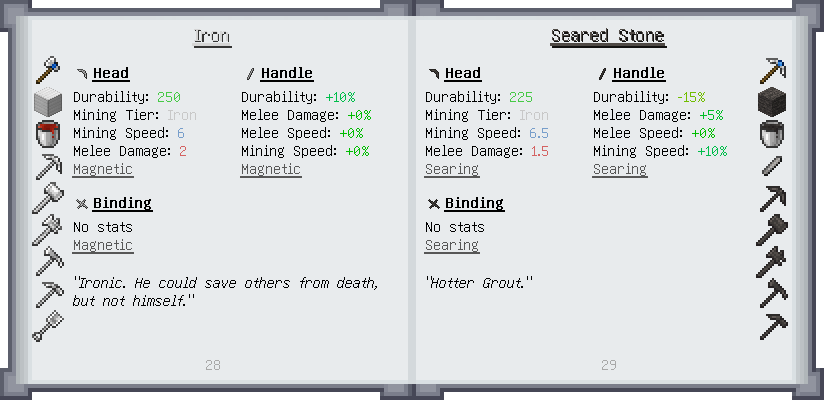 Iron
Head
Durability: 250
Mining Tier: Iron
Mining Speed: 6
Melee Damage: 2
Magnetic
Handle
Durability: +10%
Melee Damage: +0%
Melee Speed: +0%
Mining Speed: +0%
Magnetic
Binding
No stats
Magnetic
"Ironic. He could save others from death,
but not himself."
28
Seared Stone
Head
Durability: 225
Mining Tier: Iron
Mining Speed: 6.5
Melee Damage: 1.5
Searing
Handle
Durability: -15%
Melee Damage: +5%
Melee Speed: +0%
Mining Speed: +10%
Searing
Binding
No stats
Searing
"Hotter Grout."
29